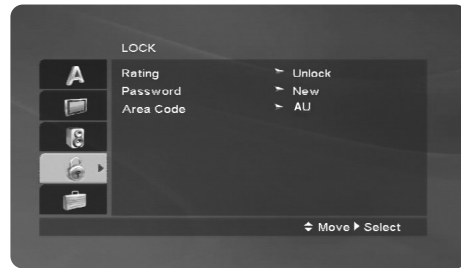 LOCK
A
Rating Unlock
Password New
Area Code AU
Move Select